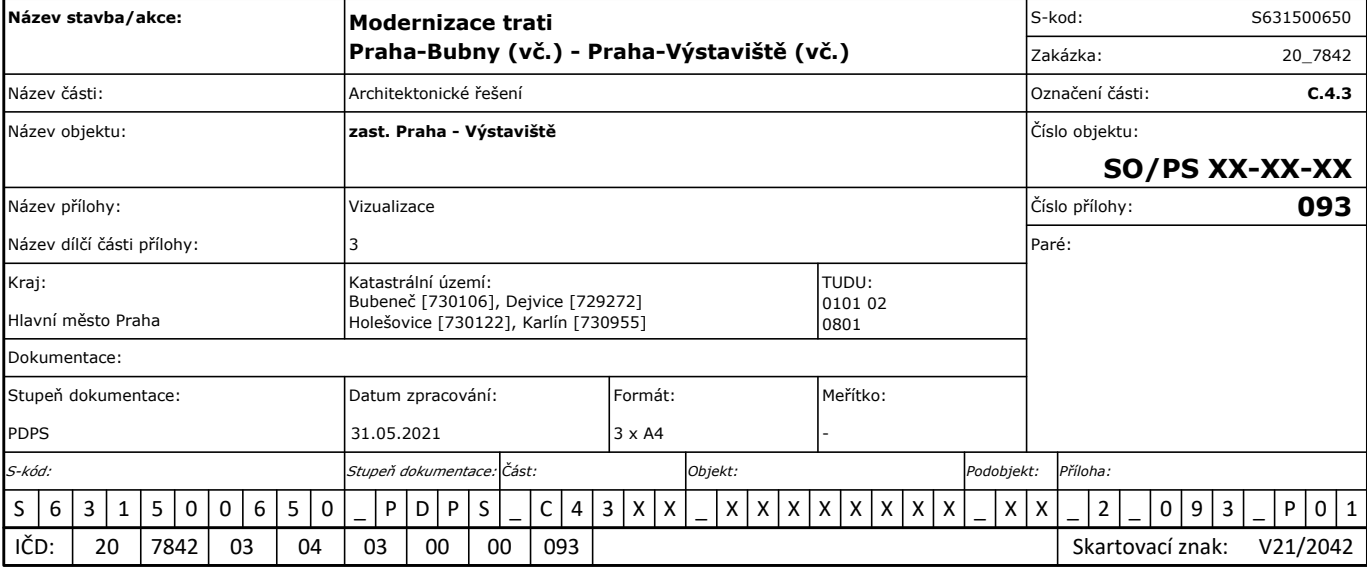 Název stavba/akce:
Modernizace trati
Praha-Bubny (vč.) - Praha-Výstaviště (vč.)
S-kod: S631500650
Zakázka: 20_7842
Název části: Architektonické řešení
Označení části: C.4.3
Název objektu: zast. Praha - Výstaviště
Číslo objektu:
SO/PS XX-XX-XX
Název přílohy: Vizualizace
Číslo přílohy: 093
Název dílčí části přílohy: 3
Paré:
Kraj:
Hlavní město Praha
Katastrální území:
Bubeneč [730106], Dejvice [729272]
Holešovice [730122], Karlín [730955]
TUDU:
0101 02
0801
Dokumentace:
Stupeň dokumentace: Datum zpracování: Formát: Meřítko:
PDPS 31.05.2021 3 x A4 -
S-kód: Stupeň dokumentace: Část: Objekt: Podobjekt: Příloha:
S 6 3 1 5 0 0 6 5 0 _ P D P S _ C 4 3 X X _ X X X X X X X X _ X X _ 2 _ 0 9 3 _ P 0 1
IČD: 20 7842 03 04 03 00 00 093 Skartovací znak: V21/2042